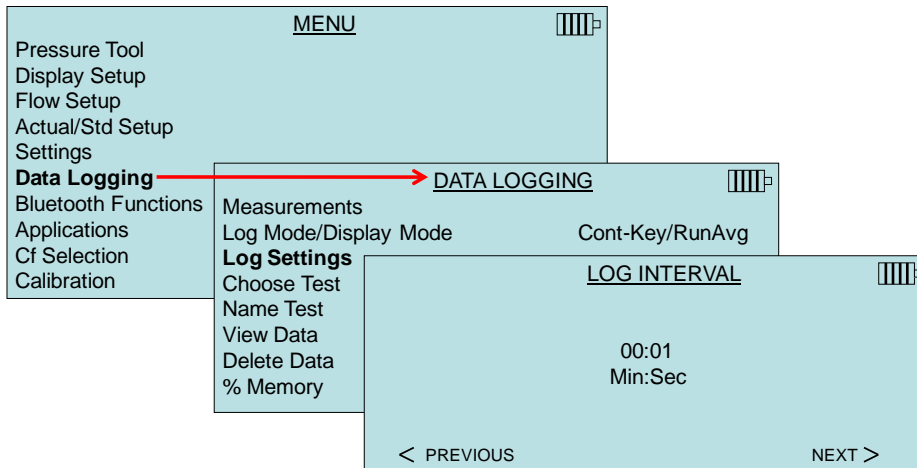 MENU
Pressure Tool
Display Setup
Flow Setup
Actual/Std Setup
Settings
Data Logging
Bluetooth Functions
Applications
Cf Selection
Calibration
DATA LOGGING
Measurements
Log Mode/Display Mode Cont-Key/RunAvg
Log Settings
Choose Test
Name Test
View Data
Delete Data
% Memory
LOG INTERVAL
00:01
Min:Sec
< PREVIOUS NEXT >